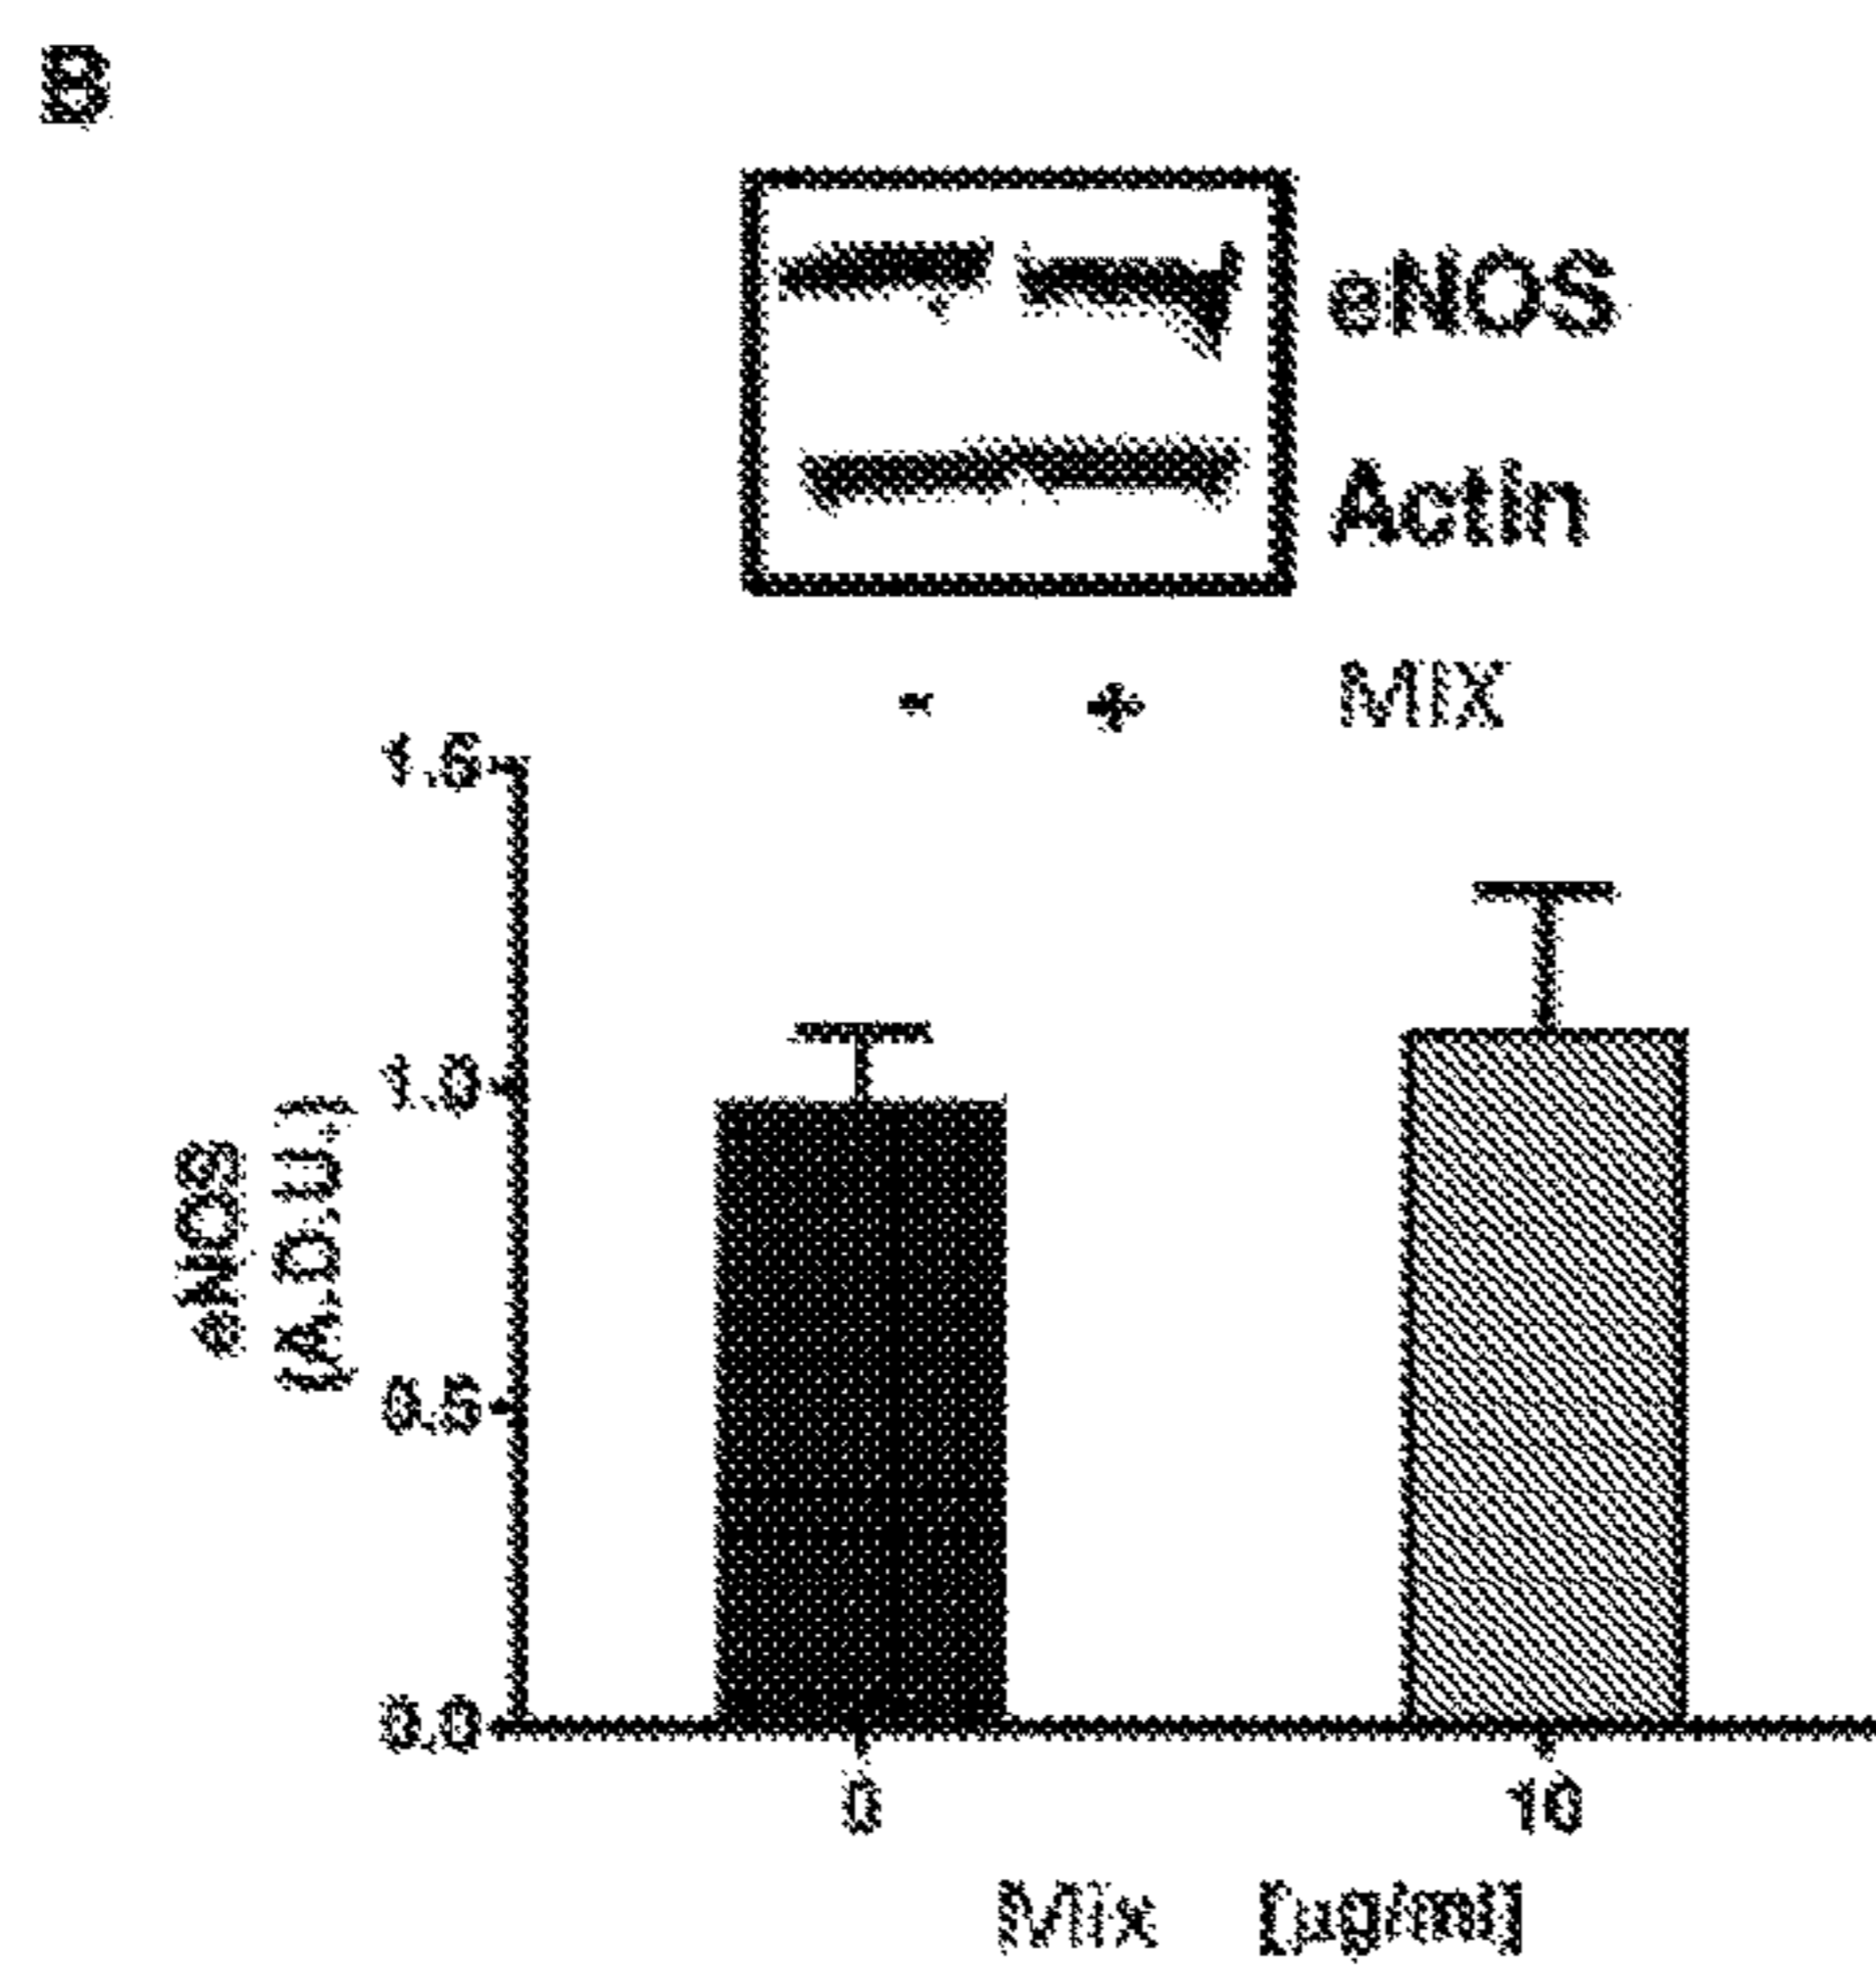 D
eNOS
Actin
- + MIX
1.5
1.0
0.5
0.0
eNOS
(A.D.U.)
0 10
Mix [µg/ml]